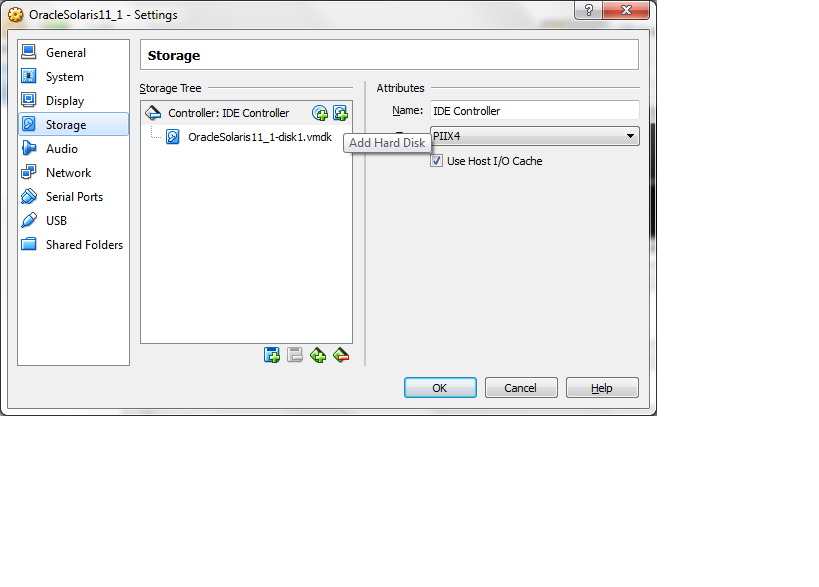 OracleSolaris11_1 - Settings
General
System
Display
Storage
Audio
Network
Serial Ports
USB
Shared Folders
Storage
Storage Tree
Controller: IDE Controller
OracleSolaris11_1-disk1.vmdk
Add Hard Disk
Attributes
Name: IDE Controller
PIIX4
Use Host I/O Cache
OK Cancel Help